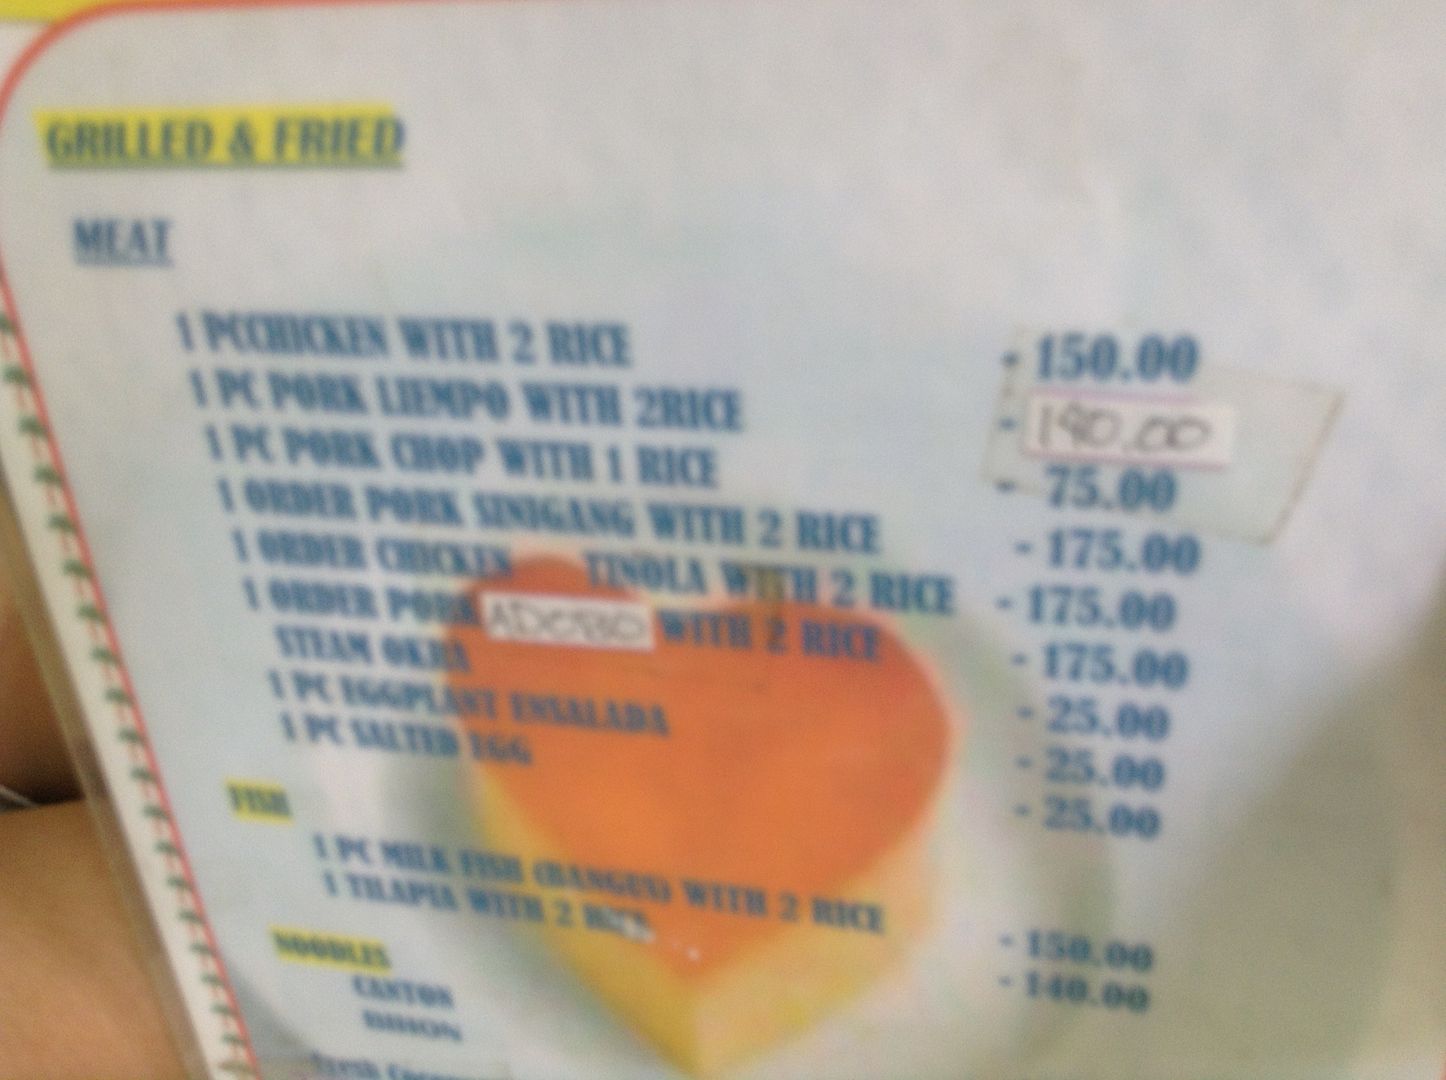 GRILLED & FRIED
MEAT
1 PCCHICKEN WITH 2 RICE - 150.00
1 PC PORK LIEMPO WITH 2RICE - 190.00
1 PC PORK CHOP WITH 1 RICE - 75.00
1 ORDER PORK SINIGANG WITH 2 RICE - 175.00
1 ORDER CHICKEN TINOLA WITH 2 RICE - 175.00
1 ORDER PORK ADOBO WITH 2 RICE - 175.00
STEAM OKRA - 25.00
1 PC EGGPLANT ENSALADA - 25.00
1 PC SALTED EGG - 25.00
FISH
1 PC MILK FISH (BANGUS) WITH 2 RICE - 150.00
1 TILAPIA WITH 2 RICE - 140.00
NOODLES
CANTON
BIHON
Fresh